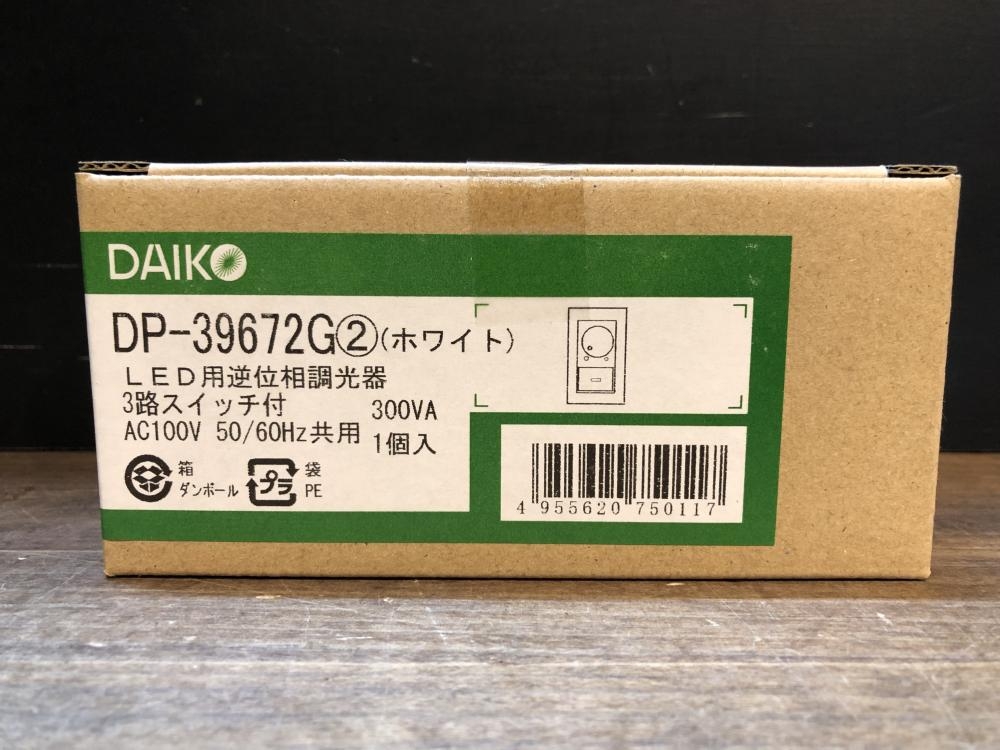 DAIKO
DP-39672G②(ホワイト)
LED用逆位相調光器
3路スイッチ付 300VA
AC100V 50/60Hz共用 1個入
箱
ダンボール
プラ
袋
PE
4 955620 750117